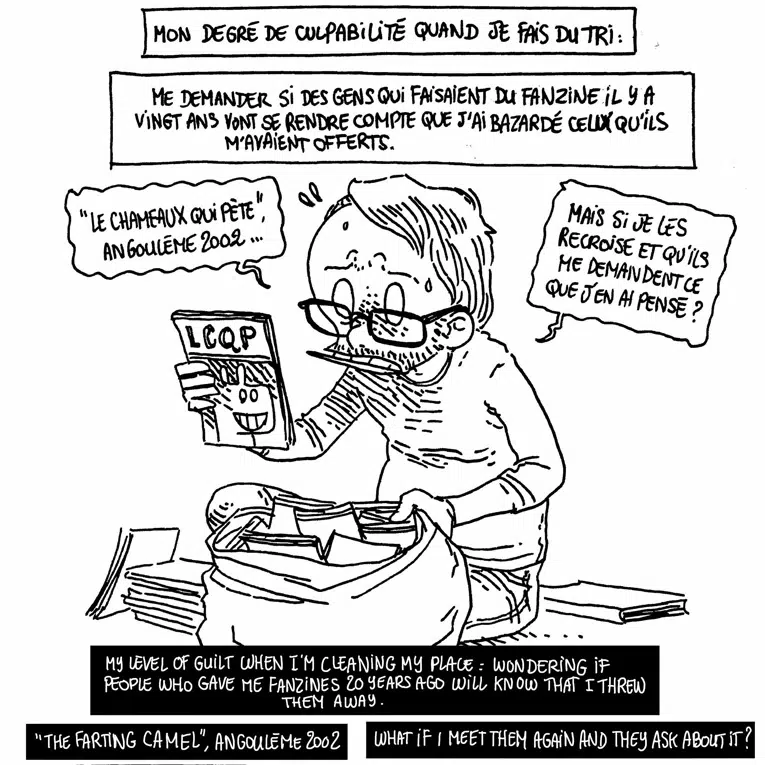 MON DEGRÉ DE CULPABILITÉ QUAND JE FAIS DU TRI :
ME DEMANDER SI DES GENS QUI FAISAIENT DU FANZINE IL Y A
VINGT ANS VONT SE RENDRE COMPTE QUE J'AI BAZARDÉ CEUX QU'ILS
M'AVAIENT OFFERTS.
"LE CHAMEAUX QUI PÈTE",
ANGOULÊME 2002 ...
MAIS SI JE LES
RECROISE ET QU'ILS
ME DEMANDENT CE
QUE J'EN AI PENSÉ ?
LCQP
MY LEVEL OF GUILT WHEN I'M CLEANING MY PLACE : WONDERING IF
PEOPLE WHO GAVE ME FANZINES 20 YEARS AGO WILL KNOW THAT I THREW
THEM AWAY.
"THE FARTING CAMEL", ANGOULÊME 2002
WHAT IF I MEET THEM AGAIN AND THEY ASK ABOUT IT ?